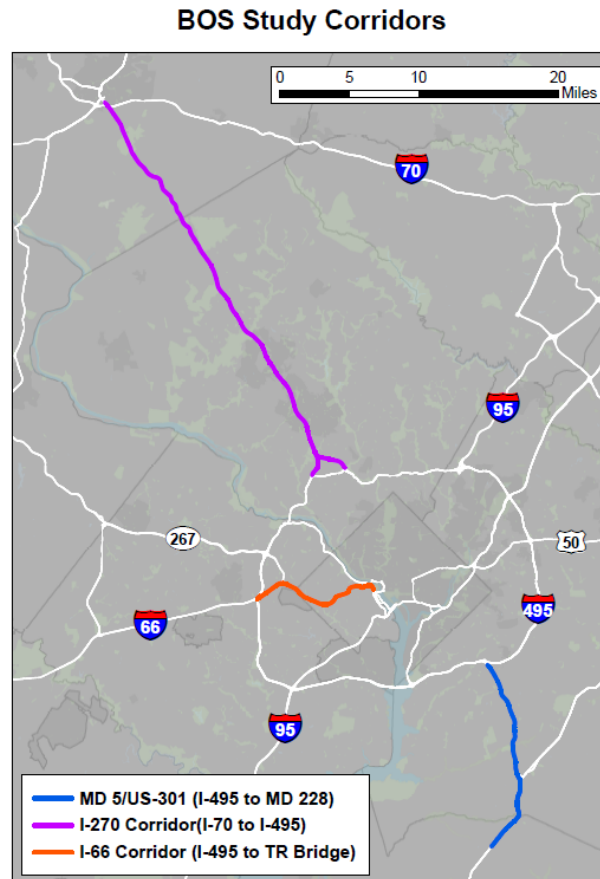 BOS Study Corridors
0 5 10 20
Miles
70
95
267
50
66
495
95
MD 5/US-301 (I-495 to MD 228)
I-270 Corridor(I-70 to I-495)
I-66 Corridor (I-495 to TR Bridge)